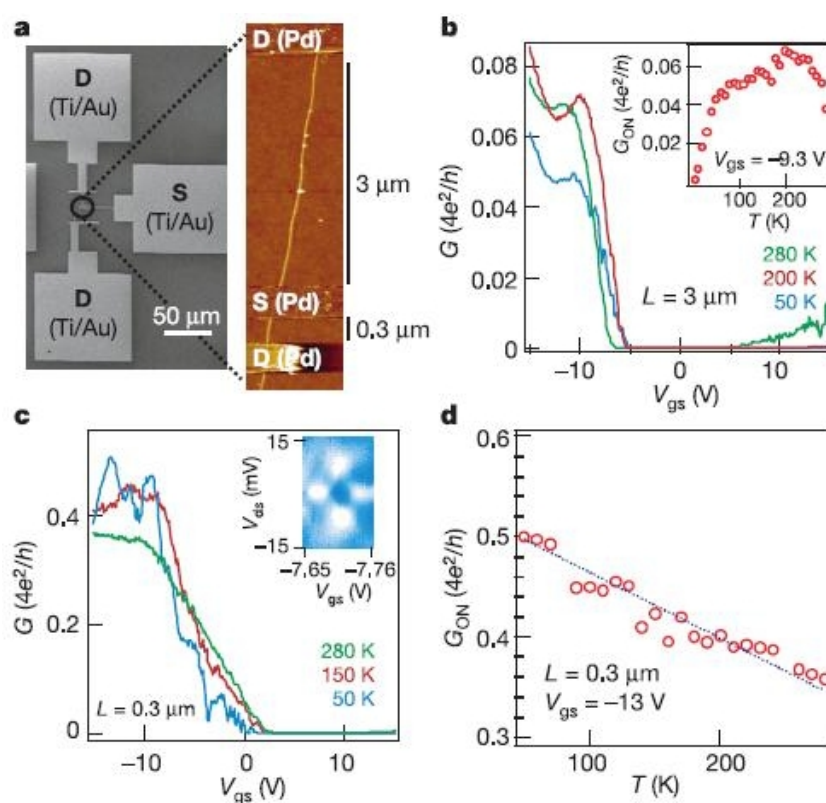 a
D
(Ti/Au)
S
(Ti/Au)
D
(Ti/Au)
50 μm
D (Pd)
3 μm
S (Pd)
0.3 μm
D (Pd)
b
G (4e²/h)
0.08
0.06
0.04
0.02
0
−10
0
10
V_gs (V)
L = 3 μm
280 K
200 K
50 K
G_ON (4e²/h)
0.06
0.04
0.02
V_gs = −9.3 V
100
200
T (K)
c
G (4e²/h)
0.4
0.2
0
−10
0
10
V_gs (V)
L = 0.3 μm
280 K
150 K
50 K
V_ds (mV)
15
−15
−7.65
−7.76
V_gs (V)
d
G_ON (4e²/h)
0.6
0.5
0.4
0.3
100
200
T (K)
L = 0.3 μm
V_gs = −13 V